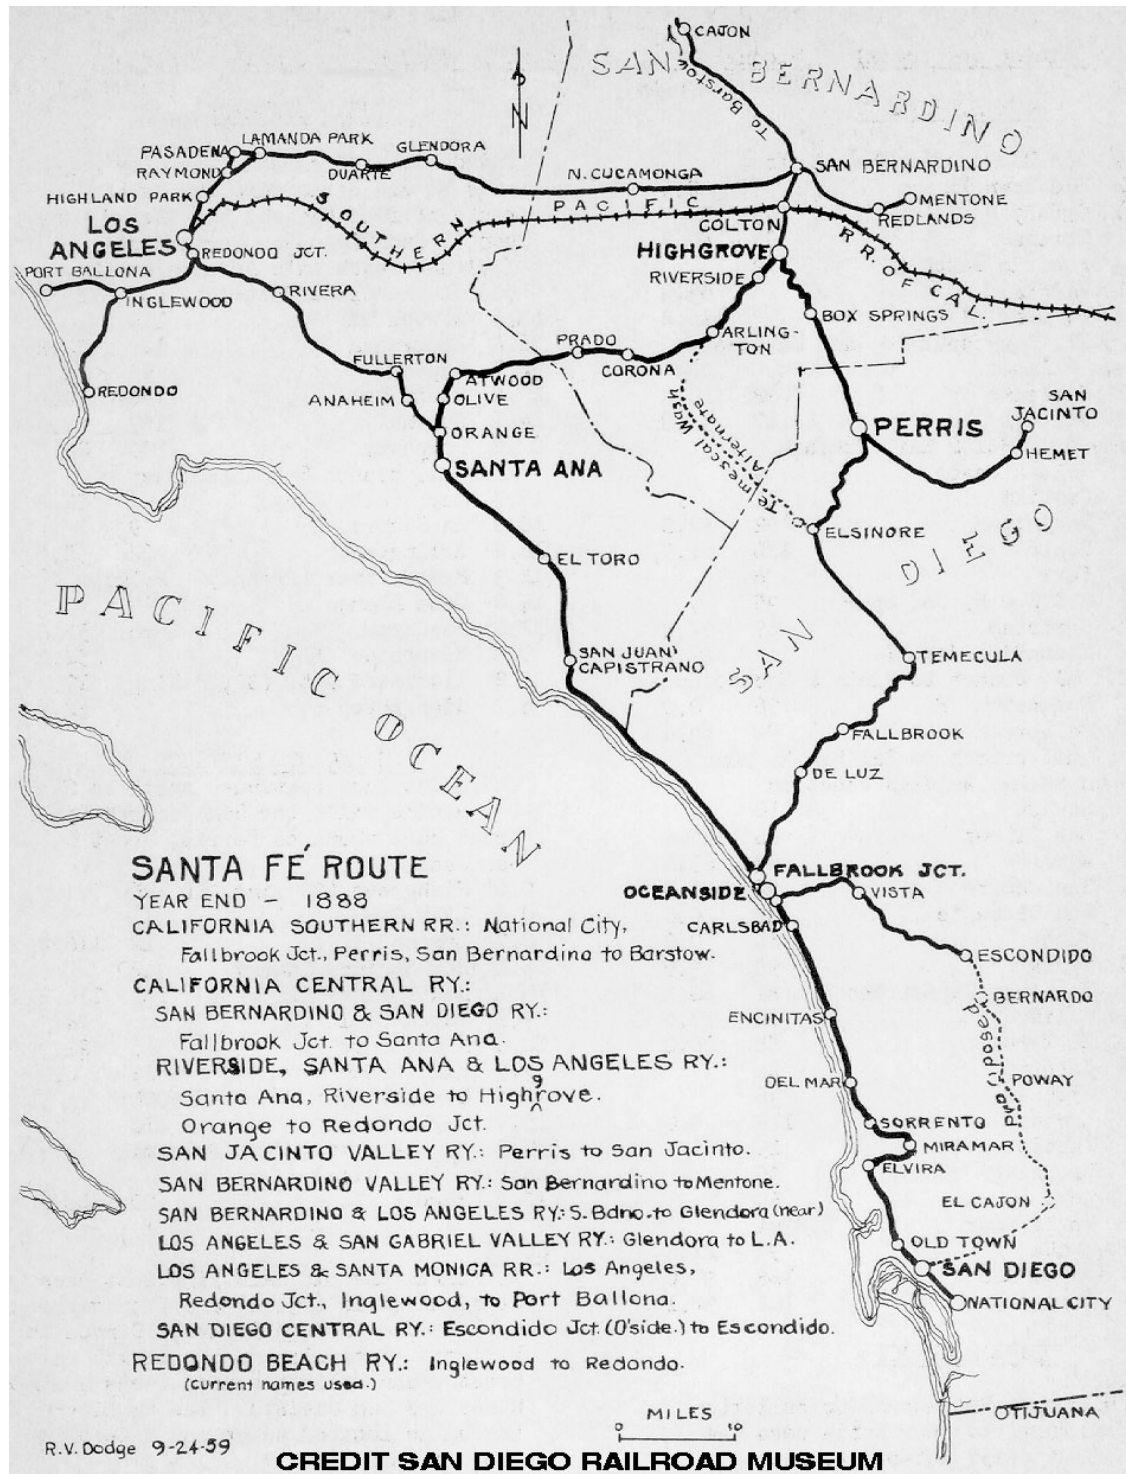 CAJON
SAN BERNARDINO
To Barstow
N
LAMANDA PARK
PASADENA
GLENDORA
RAYMOND
DUARTE
SAN BERNARDINO
N. CUCAMONGA
HIGHLAND PARK
MENTONE
REDLANDS
SOUTHERN PACIFIC R.R. OF CAL.
COLTON
LOS
ANGELES
REDONDO JCT.
HIGHGROVE
PORT BALLONA
RIVERSIDE
INGLEWOOD
RIVERA
BOX SPRINGS
ARLING-
TON
PRADO
CORONA
FULLERTON
ATWOOD
REDONDO
ANAHEIM
OLIVE
SAN
JACINTO
ORANGE
PERRIS
HEMET
SANTA ANA
Temescal Wash
Alternate
ELSINORE
SAN DIEGO
EL TORO
PACIFIC OCEAN
SAN JUAN
CAPISTRANO
TEMECULA
FALLBROOK
DE LUZ
FALLBROOK JCT.
OCEANSIDE
VISTA
CARLSBAD
ESCONDIDO
BERNARDO
Proposed
ENCINITAS
DEL MAR
POWAY
SORRENTO
MIRAMAR
ELVIRA
EL CAJON
OLD TOWN
SAN DIEGO
NATIONAL CITY
TIJUANA
SANTA FÉ ROUTE
YEAR END - 1888
CALIFORNIA SOUTHERN RR.: National City,
Fallbrook Jct., Perris, San Bernardino to Barstow.
CALIFORNIA CENTRAL RY.:
SAN BERNARDINO & SAN DIEGO RY.:
Fallbrook Jct. to Santa Ana.
RIVERSIDE, SANTA ANA & LOS ANGELES RY.:
Santa Ana, Riverside to Highgrove.
Orange to Redondo Jct.
SAN JACINTO VALLEY RY.: Perris to San Jacinto.
SAN BERNARDINO VALLEY RY.: San Bernardino to Mentone.
SAN BERNARDINO & LOS ANGELES RY.: S. Bdno. to Glendora (near)
LOS ANGELES & SAN GABRIEL VALLEY RY.: Glendora to L.A.
LOS ANGELES & SANTA MONICA RR.: Los Angeles,
Redondo Jct., Inglewood, to Port Ballona.
SAN DIEGO CENTRAL RY.: Escondido Jct. (O'side.) to Escondido.
REDONDO BEACH RY.: Inglewood to Redondo.
(Current names used.)
MILES
0 10
R.V. Dodge 9-24-59
CREDIT SAN DIEGO RAILROAD MUSEUM